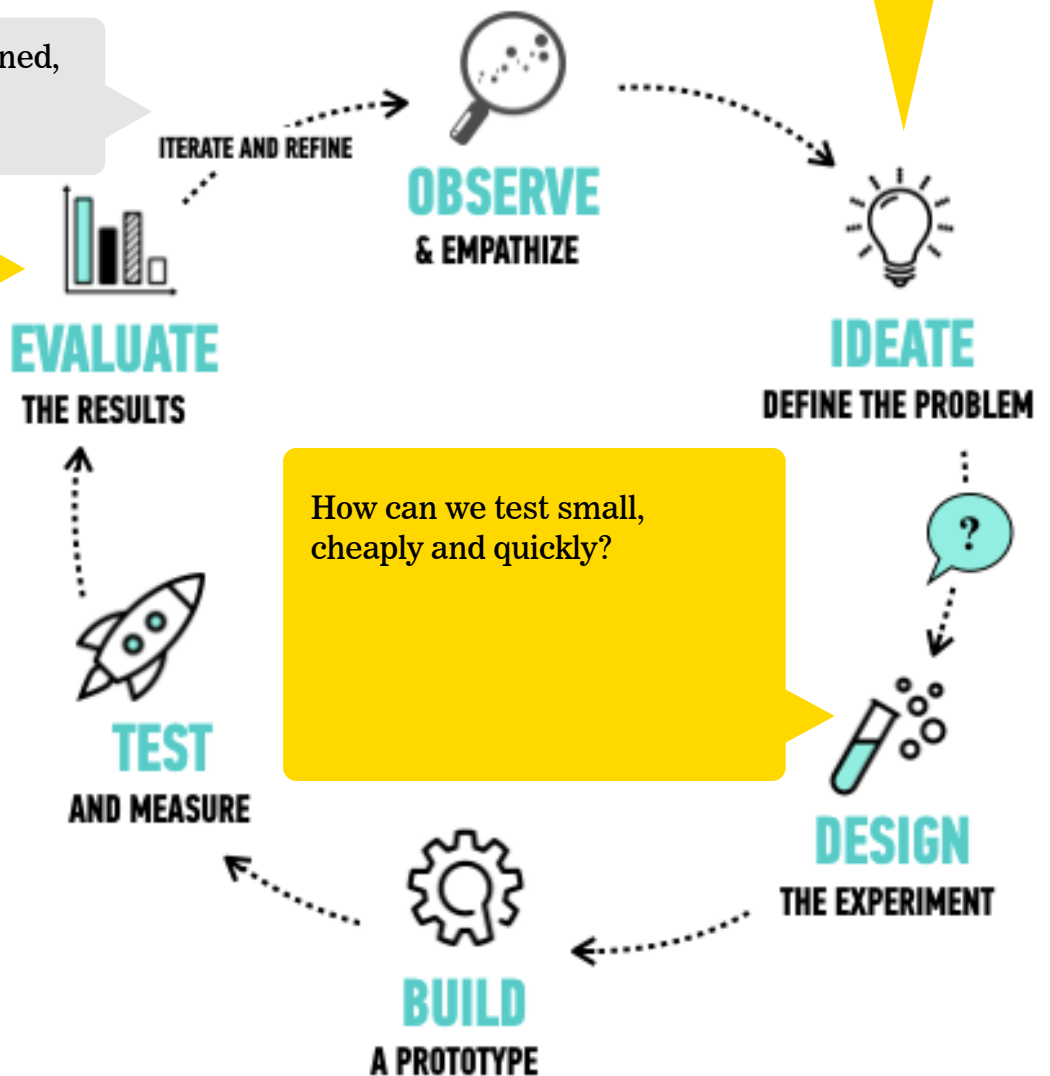 ned,
ITERATE AND REFINE
OBSERVE
& EMPATHIZE
IDEATE
DEFINE THE PROBLEM
?
How can we test small,
cheaply and quickly?
DESIGN
THE EXPERIMENT
BUILD
A PROTOTYPE
TEST
AND MEASURE
EVALUATE
THE RESULTS